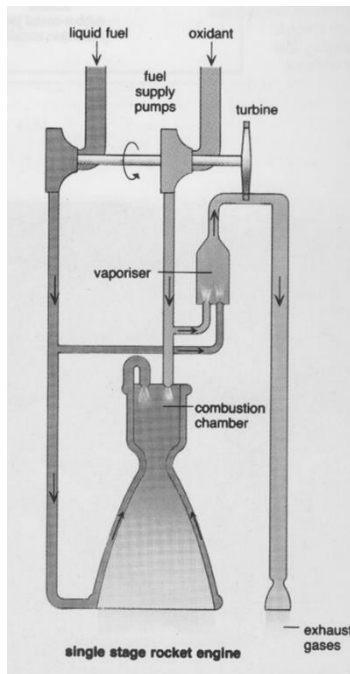 liquid fuel
oxidant
fuel
supply
pumps
turbine
vaporiser
combustion
chamber
exhaust
gases
single stage rocket engine